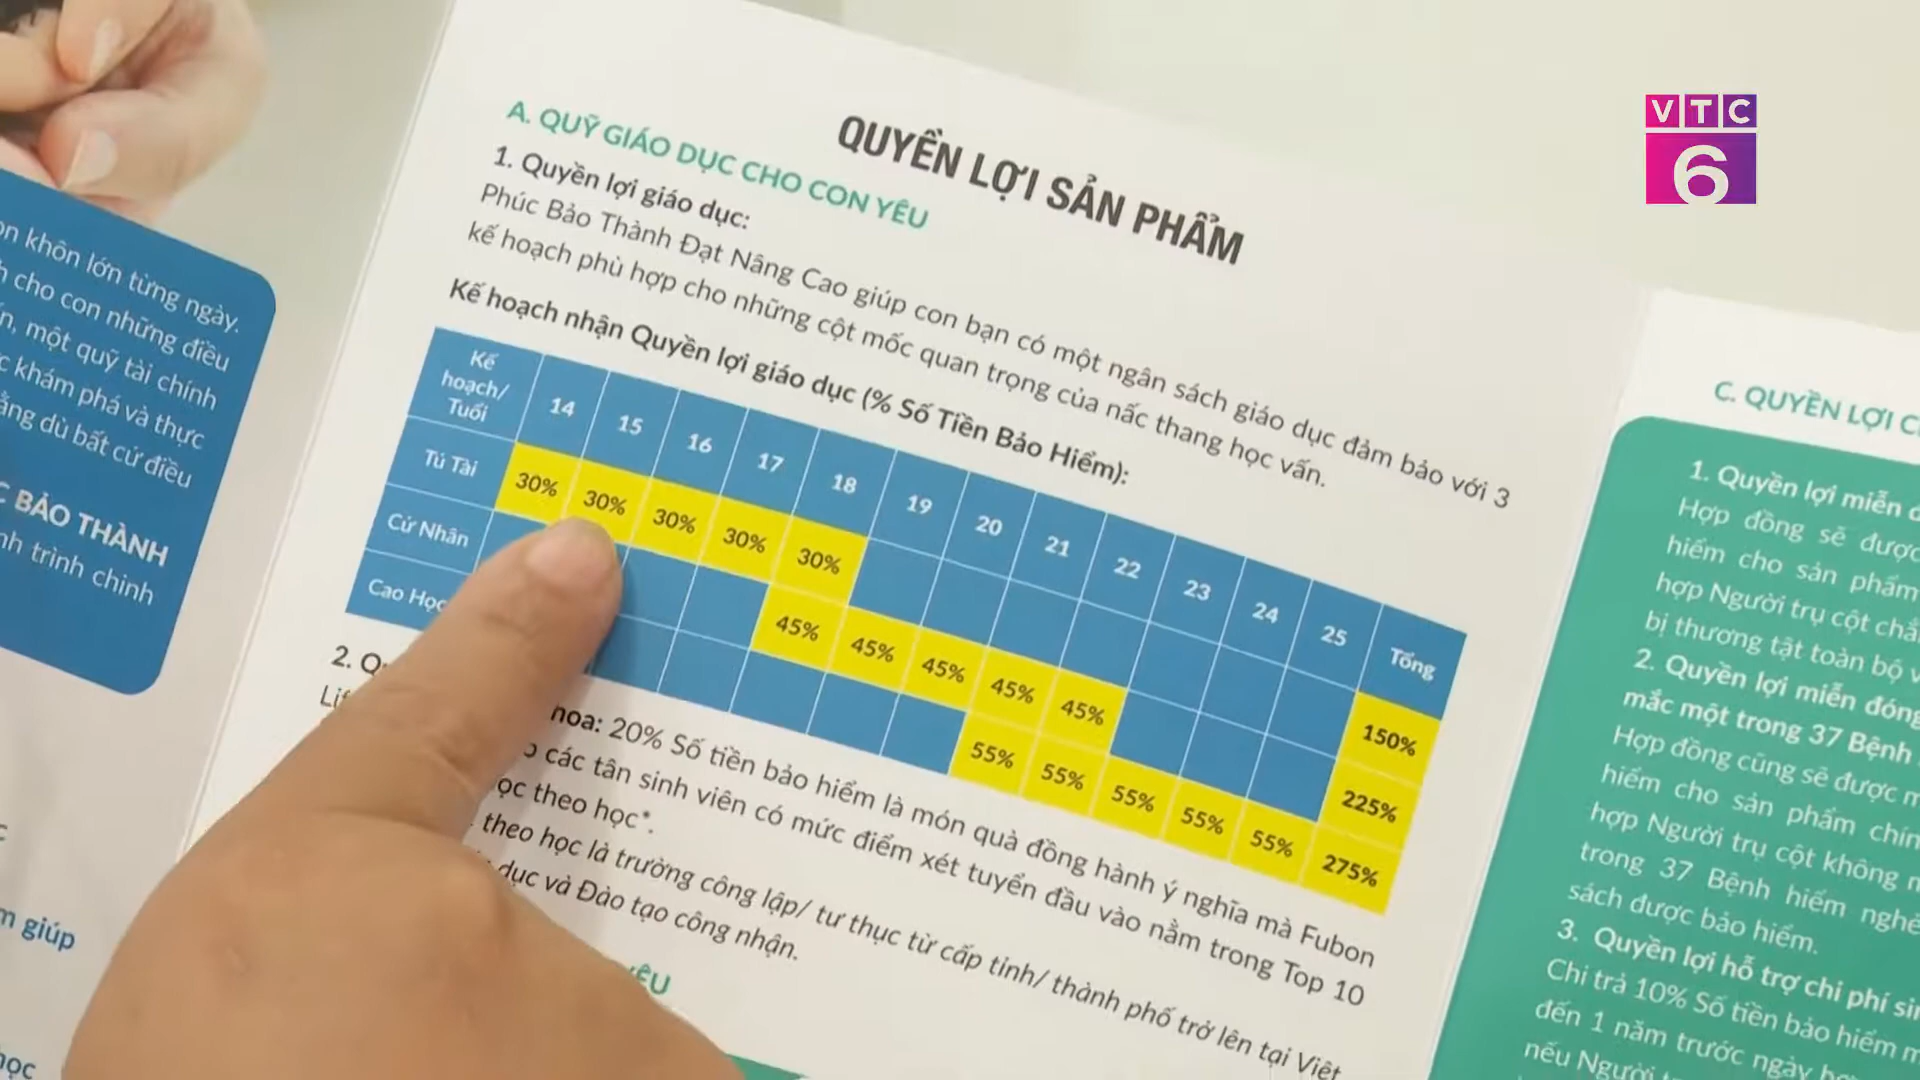 VTC
6
ôn khôn lớn từng ngày.
cho con những điều
một quỹ tài chính
khám phá và thực
dù bất cứ điều
BẢO THÀNH
trình chinh
giúp
học
QUYỀN LỢI SẢN PHẨM
A. QUỸ GIÁO DỤC CHO CON YÊU
1. Quyền lợi giáo dục:
Phúc Bảo Thành Đạt Nâng Cao giúp con bạn có một ngân sách giáo dục đảm bảo với 3
kế hoạch phù hợp cho những cột mốc quan trọng của nấc thang học vấn.
Kế hoạch nhận Quyền lợi giáo dục (% Số Tiền Bảo Hiểm):
Kế hoạch/ Tuổi 14 15 16 17 18 19 20 21 22 23 24 25 Tổng
Tú Tài 30% 30% 30% 30% 30% 150%
Cử Nhân 45% 45% 45% 45% 45% 225%
Cao Học 55% 55% 55% 55% 55% 275%
2. Q
hoa: 20% Số tiền bảo hiểm là món quà đồng hành ý nghĩa mà Fubon
Li
các tân sinh viên có mức điểm xét tuyển đầu vào nằm trong Top 10
ọc theo học*.
theo học là trường công lập/ tư thục từ cấp tỉnh/ thành phố trở lên tại Việt
dục và Đào tạo công nhận.
YÊU
C. QUYỀN LỢI C
1. Quyền lợi miễn đ
Hợp đồng sẽ được
hiểm cho sản phẩm
hợp Người trụ cột
bị thương tật toàn bộ v
2. Quyền lợi miễn đóng
mắc một trong 37 Bệnh
Hợp đồng cũng sẽ được m
hiểm cho sản phẩm chín
hợp Người trụ cột không m
trong 37 Bệnh hiểm nghè
sách được bảo hiểm.
3. Quyền lợi hỗ trợ chi phí si
Chi trả 10% Số tiền bảo hiểm m
đến 1 năm trước ngày
nếu Người